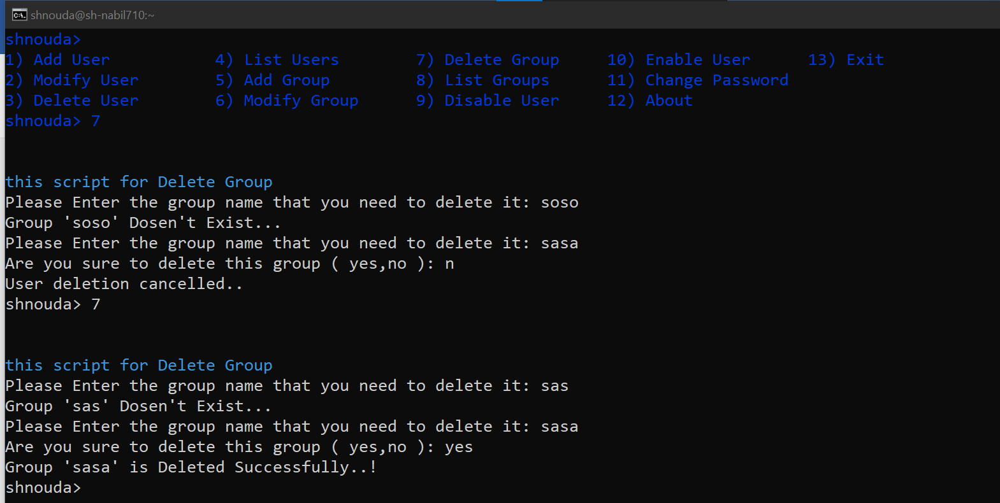 shnouda@sh-nabil710:~
shnouda>
1) Add User 4) List Users 7) Delete Group 10) Enable User 13) Exit
2) Modify User 5) Add Group 8) List Groups 11) Change Password
3) Delete User 6) Modify Group 9) Disable User 12) About
shnouda> 7
this script for Delete Group
Please Enter the group name that you need to delete it: soso
Group 'soso' Dosen't Exist...
Please Enter the group name that you need to delete it: sasa
Are you sure to delete this group ( yes,no ): n
User deletion cancelled..
shnouda> 7
this script for Delete Group
Please Enter the group name that you need to delete it: sas
Group 'sas' Dosen't Exist...
Please Enter the group name that you need to delete it: sasa
Are you sure to delete this group ( yes,no ): yes
Group 'sasa' is Deleted Successfully..!
shnouda>